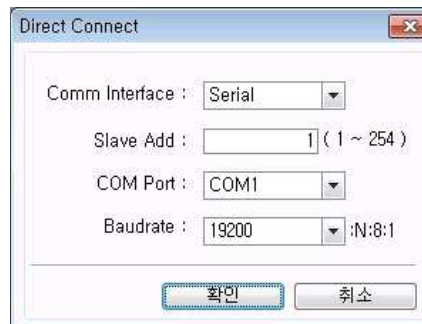 Direct Connect
Comm Interface : Serial
Slave Add : 1 ( 1 ~ 254 )
COM Port : COM1
Baudrate : 19200 :N:8:1
확인 취소